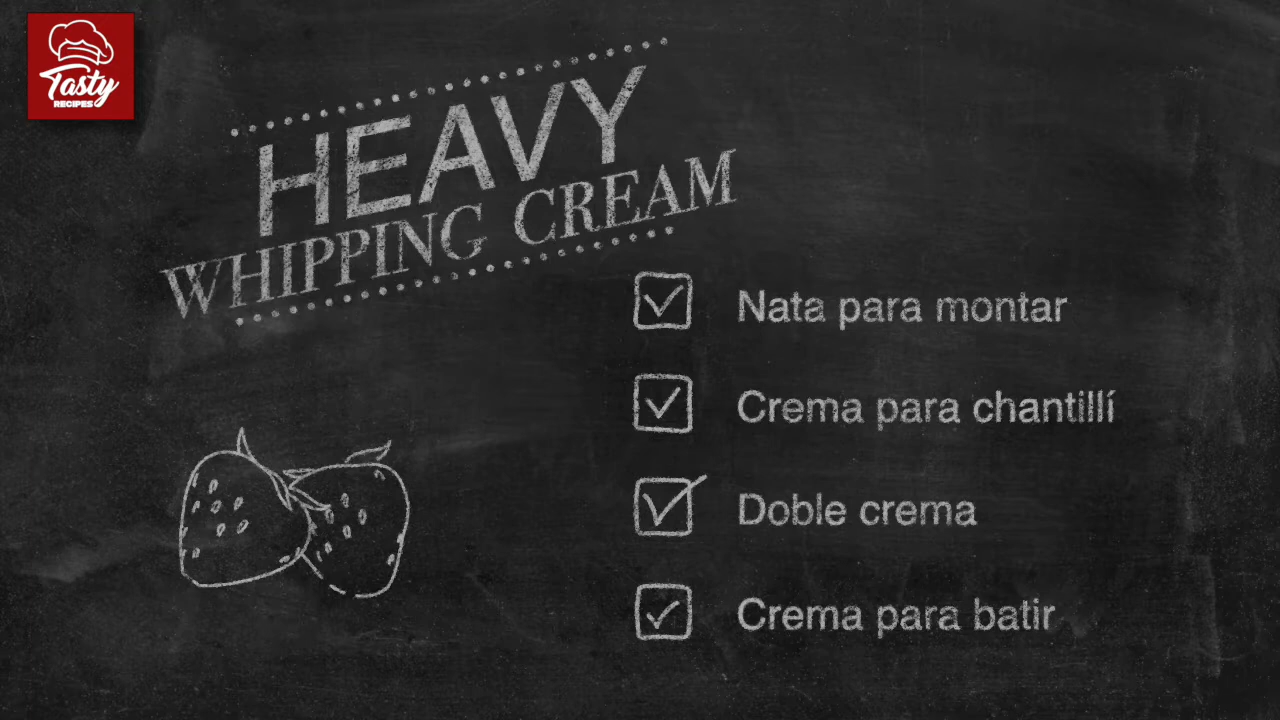 Tasty
RECIPES
HEAVY
WHIPPING CREAM
Nata para montar
Crema para chantillí
Doble crema
Crema para batir